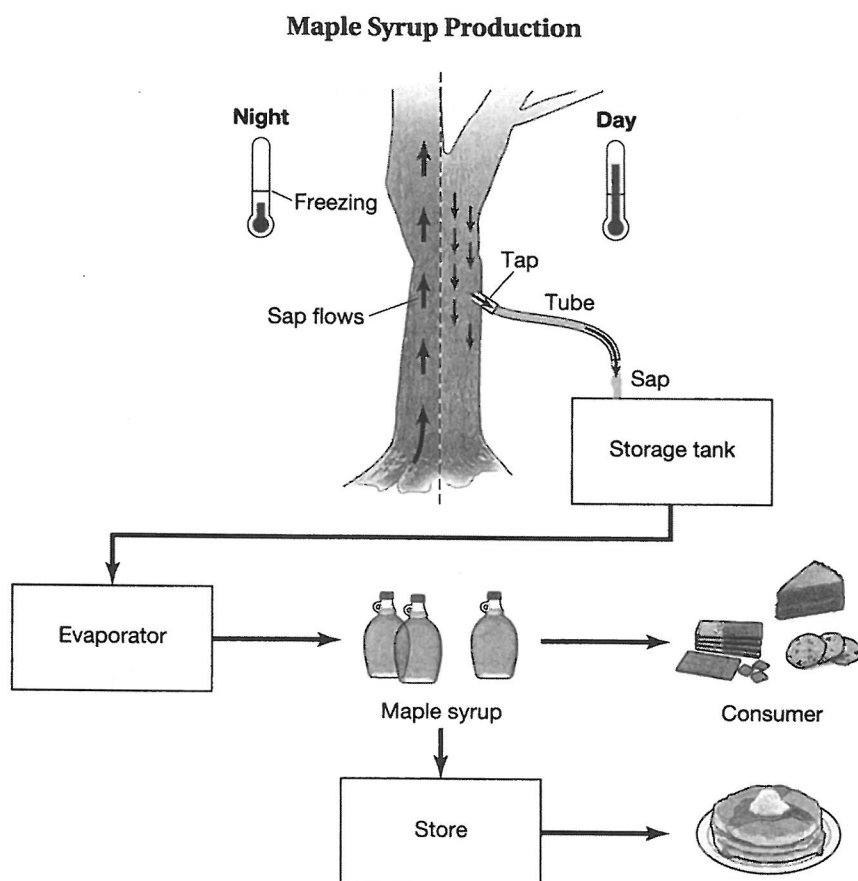 Maple Syrup Production
Night
Day
Freezing
Tap
Tube
Sap flows
Sap
Storage tank
Evaporator
Maple syrup
Consumer
Store